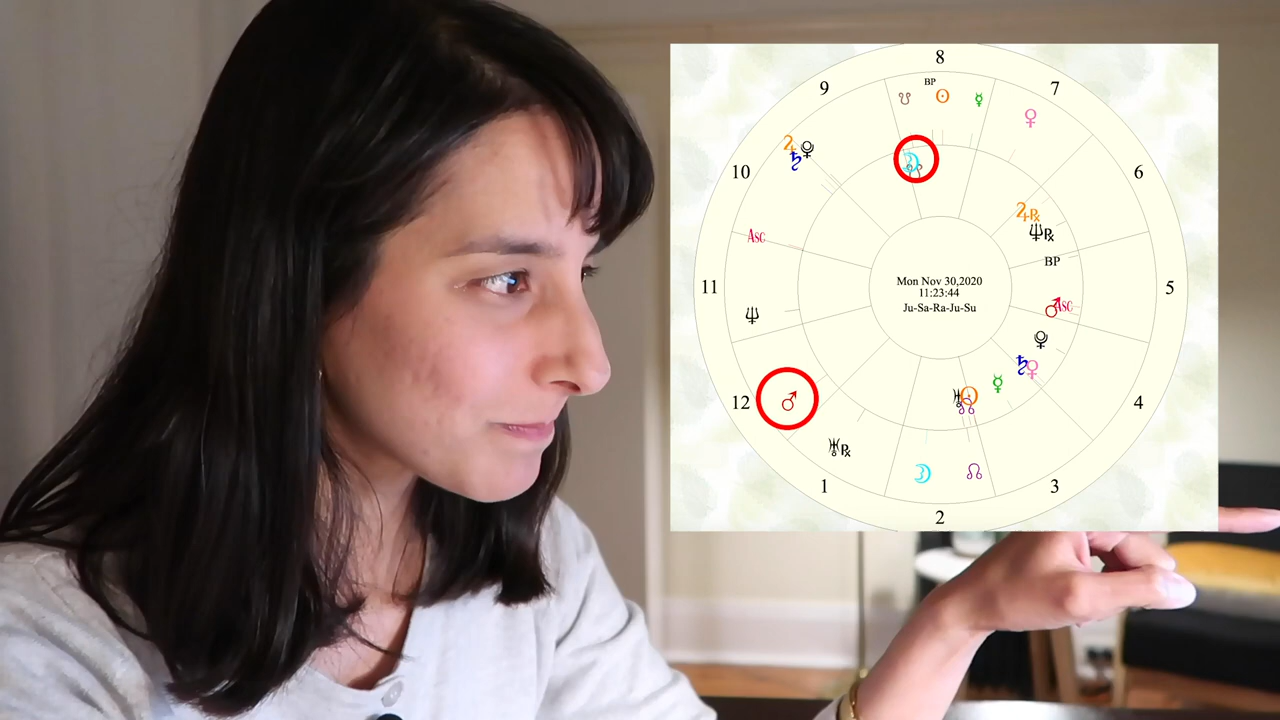 8
BP
9
7
10
6
℞
℞
Asc
BP
Mon Nov 30,2020
11:23:44
Ju-Sa-Ra-Ju-Su
11
5
Asc
12
4
℞
1
3
2